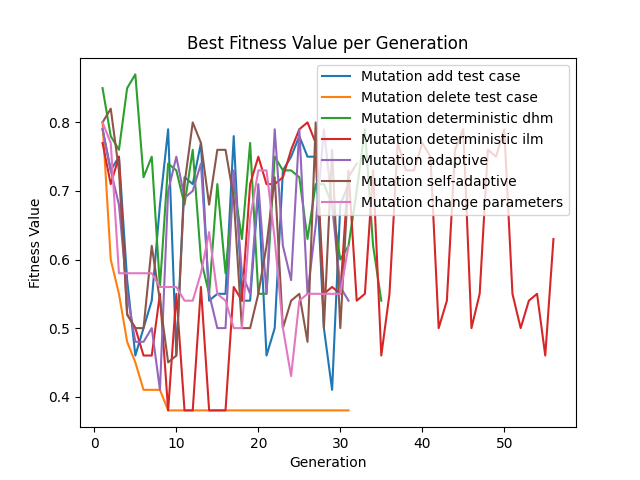 Best Fitness Value per Generation
Mutation add test case
Mutation delete test case
Mutation deterministic dhm
Mutation deterministic ilm
Mutation adaptive
Mutation self-adaptive
Mutation change parameters
Fitness Value
0.8
0.7
0.6
0.5
0.4
0 10 20 30 40 50
Generation